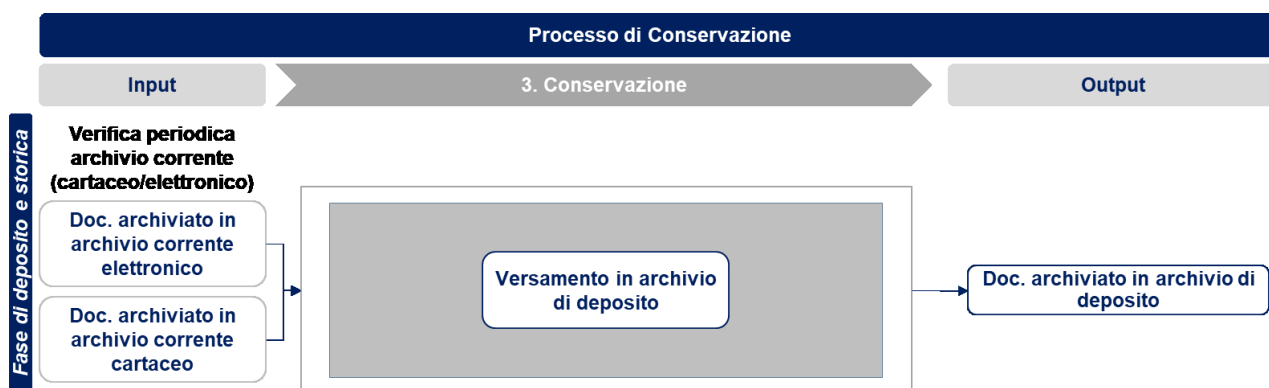 Processo di Conservazione
Input
3. Conservazione
Output
Fase di deposito e storica
Verifica periodica
archivio corrente
(cartaceo/elettronico)
Doc. archiviato in
archivio corrente
elettronico
Doc. archiviato in
archivio corrente
cartaceo
Versamento in archivio
di deposito
Doc. archiviato in archivio di
deposito